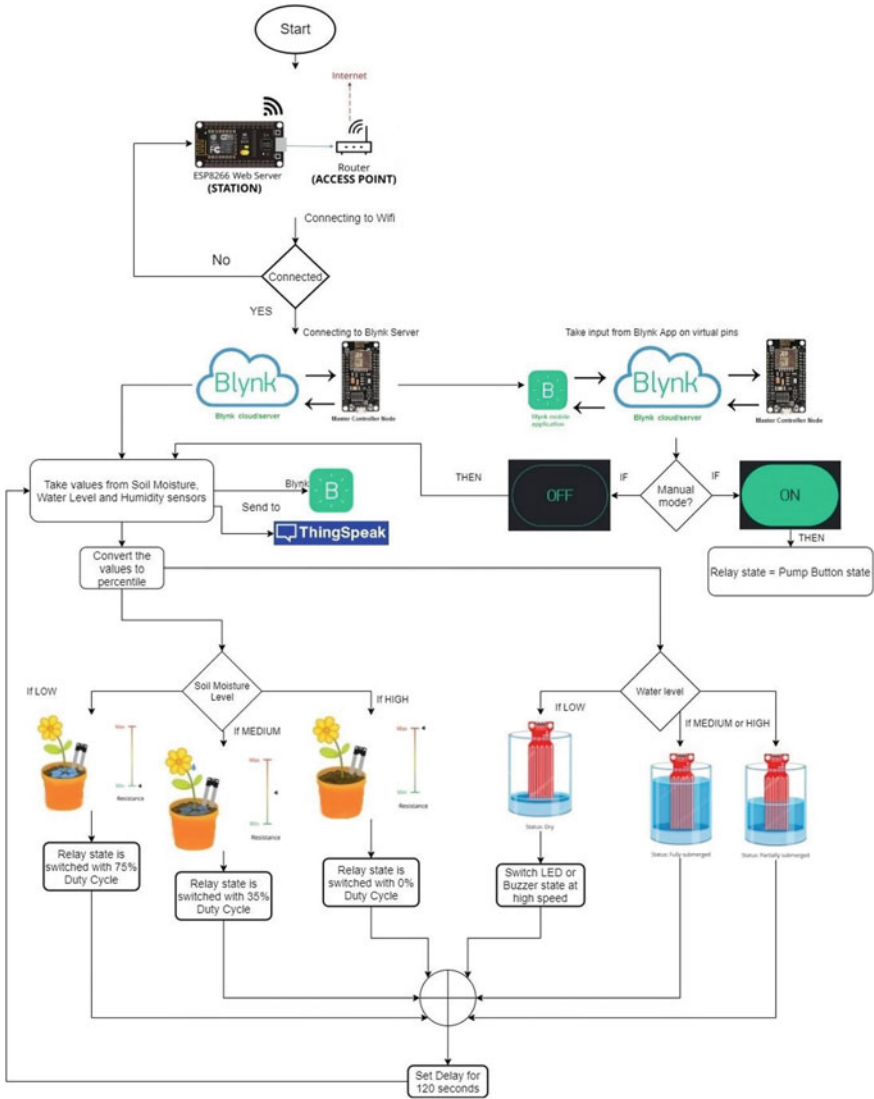 Start
Internet
ESP8266 Web Server
(STATION)
Router
(ACCESS POINT)
Connecting to Wifi
No
Connected
YES
Connecting to Blynk Server
Blynk
Blynk cloud/server
Master Controller Node
Take input from Blynk App on virtual pins
B
Blynk mobile
application
Blynk
Blynk cloud/server
Master Controller Node
Take values from Soil Moisture,
Water Level and Humidity sensors
Blynk
B
Send to
ThingSpeak
THEN
OFF
IF
Manual
mode?
IF
ON
THEN
Relay state = Pump Button state
Convert the
values to
percentile
Soil Moisture
Level
If LOW
If MEDIUM
If HIGH
Max
Min
Resistance
Max
Min
Resistance
Max
Min
Resistance
Relay state is
switched with 75%
Duty Cycle
Relay state is
switched with 35%
Duty Cycle
Relay state is
switched with 0%
Duty Cycle
Water level
If LOW
If MEDIUM or HIGH
Status: Dry
Status: Fully submerged
Status: Partially submerged
Switch LED or
Buzzer state at
high speed
Set Delay for
120 seconds